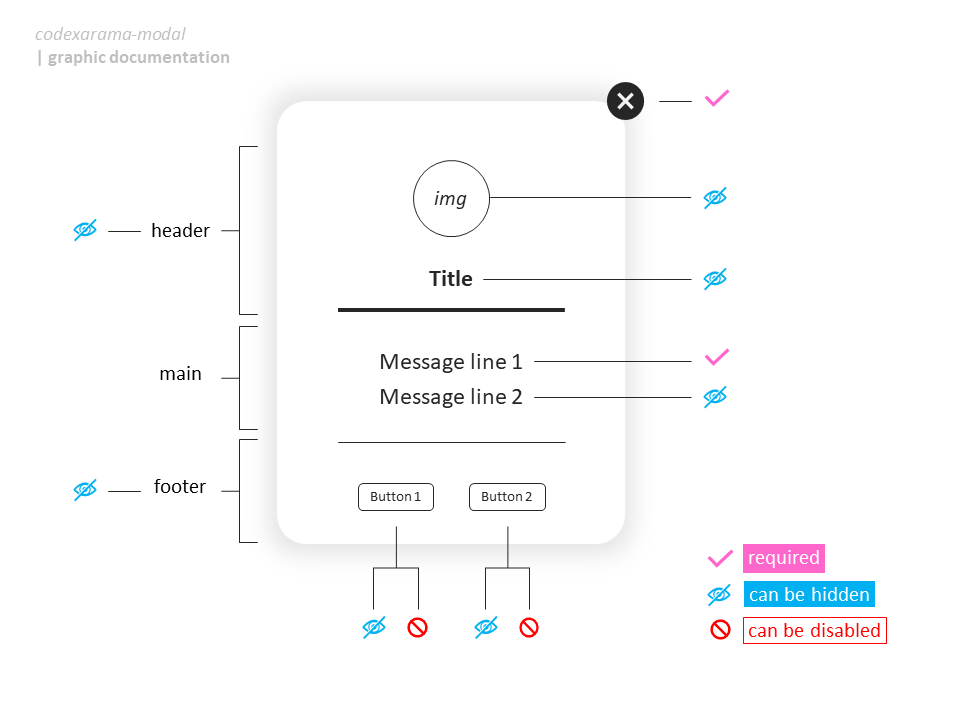 codexarama-modal
| graphic documentation
img
header
Title
Message line 1
main
Message line 2
footer
Button 1
Button 2
required
can be hidden
can be disabled